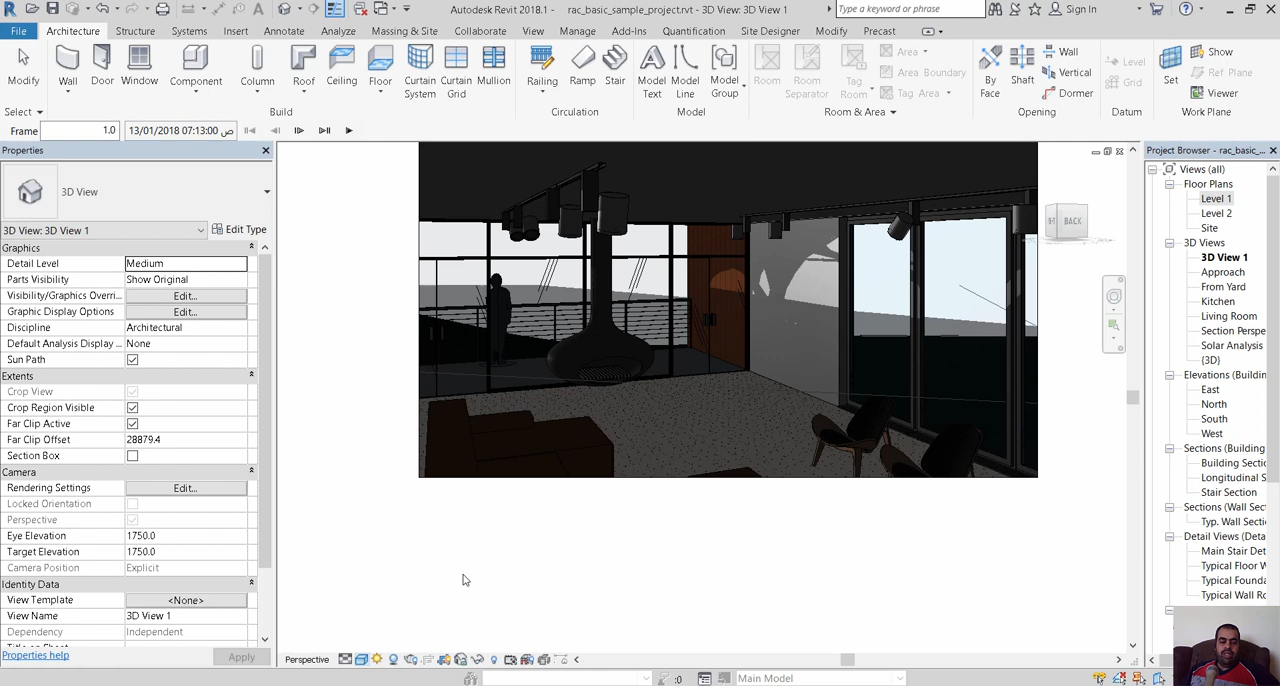 Autodesk Revit 2018.1 - rac_basic_sample_project.rvt - 3D View: 3D View 1
Type a keyword or phrase
Sign In
File Architecture Structure Systems Insert Annotate Analyze Massing & Site Collaborate View Manage Add-Ins Quantification Site Designer Modify Precast
Modify Wall Door Window Component Column Roof Ceiling Floor Curtain System Curtain Grid Mullion Railing Ramp Stair Model Text Model Line Model Group Room Room Separator Tag Room Area Area Boundary Tag Area By Face Shaft Wall Vertical Dormer Level Grid Set Show Ref Plane Viewer
Select Build Circulation Model Room & Area Opening Datum Work Plane
Frame 1.0 13/01/2018 07:13:00 ص
Properties
3D View
3D View: 3D View 1 Edit Type
Graphics
Detail Level Medium
Parts Visibility Show Original
Visibility/Graphics Overri... Edit...
Graphic Display Options Edit...
Discipline Architectural
Default Analysis Display ... None
Sun Path
Extents
Crop View
Crop Region Visible
Far Clip Active
Far Clip Offset 28879.4
Section Box
Camera
Rendering Settings Edit...
Locked Orientation
Perspective
Eye Elevation 1750.0
Target Elevation 1750.0
Camera Position Explicit
Identity Data
View Template <None>
View Name 3D View 1
Dependency Independent
Properties help Apply
BACK
Perspective
:0 Main Model
Project Browser - rac_basic_...
Views (all)
Floor Plans
Level 1
Level 2
Site
3D Views
3D View 1
Approach
From Yard
Kitchen
Living Room
Section Perspe
Solar Analysis
{3D}
Elevations (Buildin
East
North
South
West
Sections (Building
Building Sectio
Longitudinal S
Stair Section
Sections (Wall Sect
Typ. Wall Secti
Detail Views (Deta
Main Stair Det
Typical Floor W
Typical Founda
Typical Wall Ro